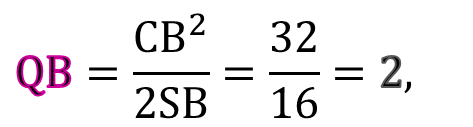 QB = CB² / 2SB = 32 / 16 = 2,